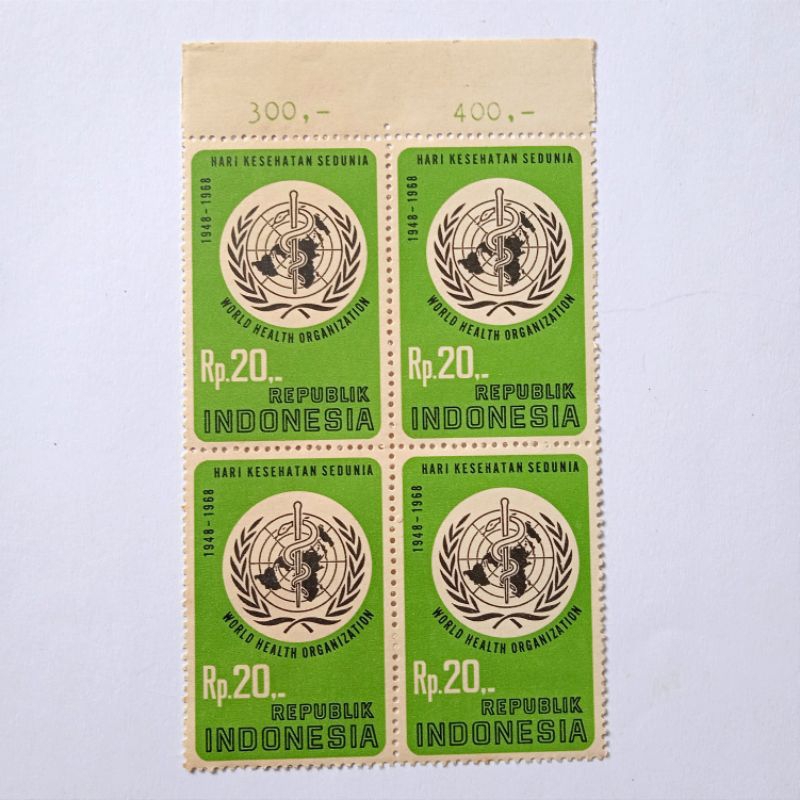 300,-
400,-
HARI KESEHATAN SEDUNIA
1948-1968
WORLD HEALTH ORGANIZATION
Rp.20,-
REPUBLIK
INDONESIA
HARI KESEHATAN SEDUNIA
1948-1968
WORLD HEALTH ORGANIZATION
Rp.20,-
REPUBLIK
INDONESIA
HARI KESEHATAN SEDUNIA
1948-1968
WORLD HEALTH ORGANIZATION
Rp.20,-
REPUBLIK
INDONESIA
HARI KESEHATAN SEDUNIA
1948-1968
WORLD HEALTH ORGANIZATION
Rp.20,-
REPUBLIK
INDONESIA